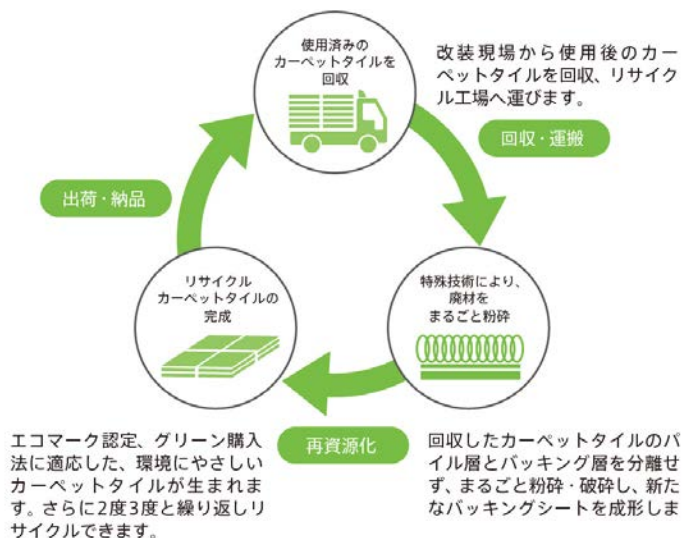 使用済みの
カーペットタイルを
回収
改装現場から使用後のカー
ペットタイルを回収、リサイク
ル工場へ運びます。
回収・運搬
出荷・納品
リサイクル
カーペットタイルの
完成
特殊技術により、
廃材を
まるごと粉砕
再資源化
エコマーク認定、グリーン購入
法に適応した、環境にやさしい
カーペットタイルが生まれま
す。さらに2度3度と繰り返しリ
サイクルできます。
回収したカーペットタイルのパ
イル層とバッキング層を分離せ
ず、まるごと粉砕・破砕し、新た
なバッキングシートを成形しま